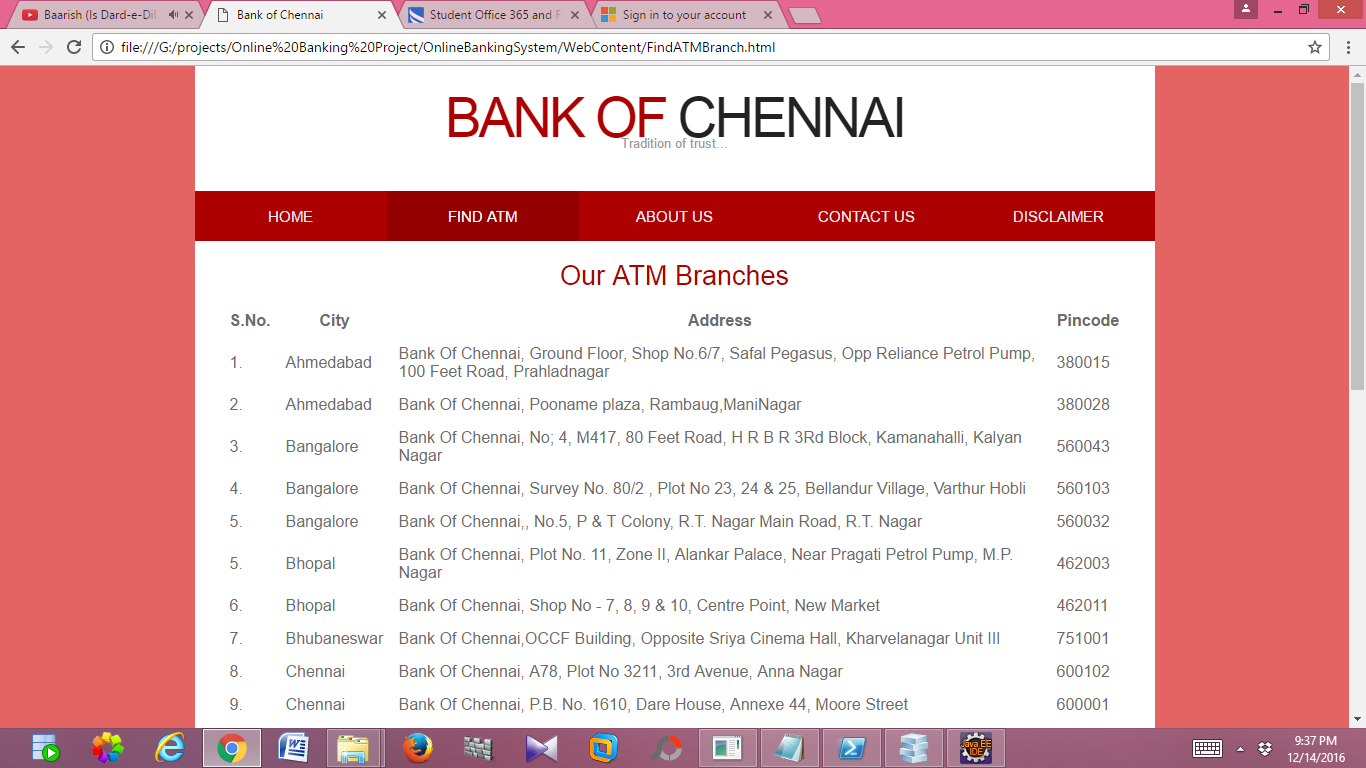 Baarish (Is Dard-e-Dil
Bank of Chennai
Student Office 365 and F
Sign in to your account
file:///G:/projects/Online%20Banking%20Project/OnlineBankingSystem/WebContent/FindATMBranch.html
BANK OF CHENNAI
Tradition of trust...
HOME FIND ATM ABOUT US CONTACT US DISCLAIMER
Our ATM Branches
S.No. City Address Pincode
1. Ahmedabad Bank Of Chennai, Ground Floor, Shop No.6/7, Safal Pegasus, Opp Reliance Petrol Pump, 380015
100 Feet Road, Prahladnagar
2. Ahmedabad Bank Of Chennai, Pooname plaza, Rambaug,ManiNagar 380028
3. Bangalore Bank Of Chennai, No; 4, M417, 80 Feet Road, H R B R 3Rd Block, Kamanahalli, Kalyan 560043
Nagar
4. Bangalore Bank Of Chennai, Survey No. 80/2 , Plot No 23, 24 & 25, Bellandur Village, Varthur Hobli 560103
5. Bangalore Bank Of Chennai,, No.5, P & T Colony, R.T. Nagar Main Road, R.T. Nagar 560032
5. Bhopal Bank Of Chennai, Plot No. 11, Zone II, Alankar Palace, Near Pragati Petrol Pump, M.P. 462003
Nagar
6. Bhopal Bank Of Chennai, Shop No - 7, 8, 9 & 10, Centre Point, New Market 462011
7. Bhubaneswar Bank Of Chennai,OCCF Building, Opposite Sriya Cinema Hall, Kharvelanagar Unit III 751001
8. Chennai Bank Of Chennai, A78, Plot No 3211, 3rd Avenue, Anna Nagar 600102
9. Chennai Bank Of Chennai, P.B. No. 1610, Dare House, Annexe 44, Moore Street 600001
Java EE
IDE
9:37 PM
12/14/2016